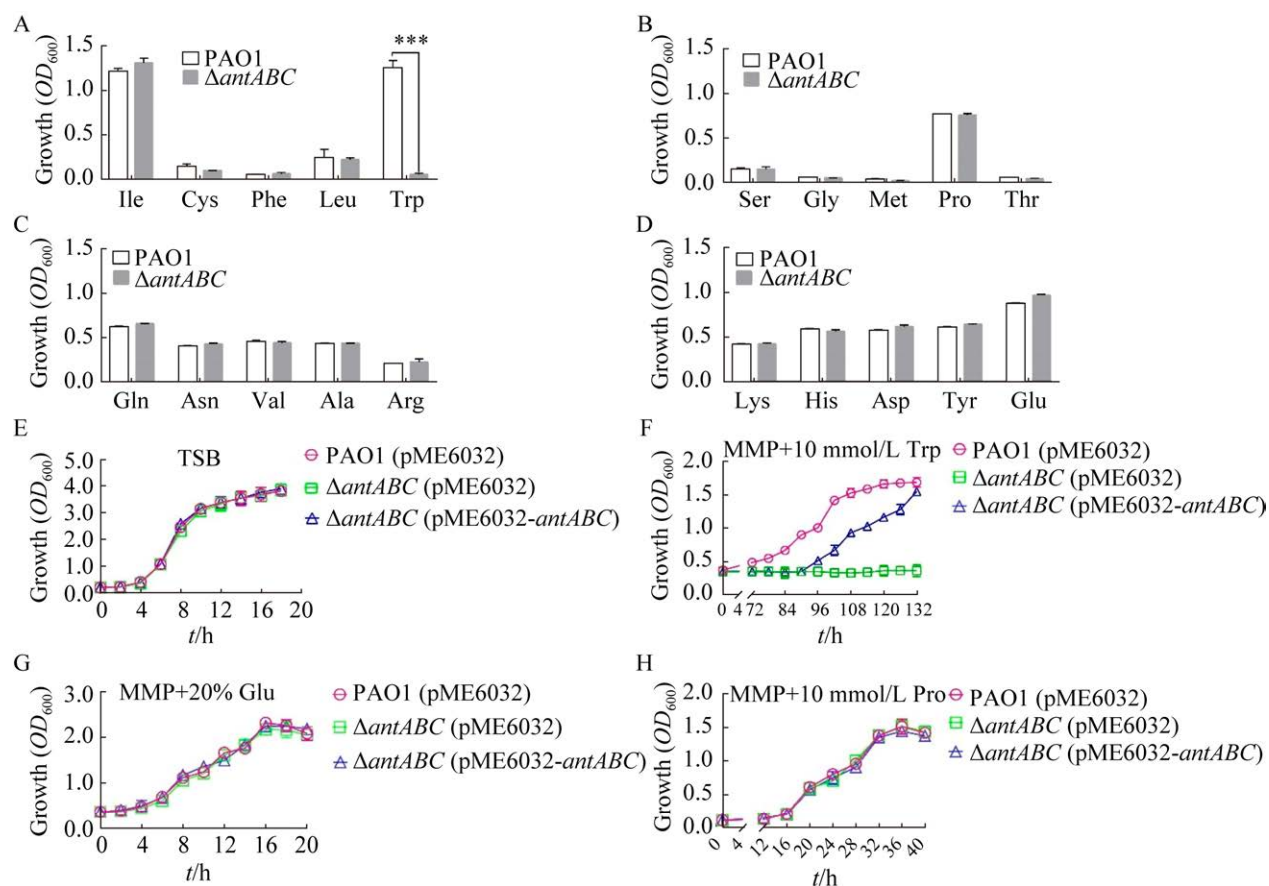 A
Growth (OD600)
1.5
1.0
0.5
0.0
PAO1
ΔantABC
***
Ile Cys Phe Leu Trp
B
Growth (OD600)
1.5
1.0
0.5
0.0
PAO1
ΔantABC
Ser Gly Met Pro Thr
C
Growth (OD600)
1.5
1.0
0.5
0.0
PAO1
ΔantABC
Gln Asn Val Ala Arg
D
Growth (OD600)
1.5
1.0
0.5
0.0
PAO1
ΔantABC
Lys His Asp Tyr Glu
E
TSB
Growth (OD600)
5.0
4.0
3.0
2.0
1.0
0.0
0 4 8 12 16 20
t/h
PAO1 (pME6032)
ΔantABC (pME6032)
ΔantABC (pME6032-antABC)
F
MMP+10 mmol/L Trp
Growth (OD600)
2.0
1.5
1.0
0.5
0.0
0 4 72 84 96 108 120 132
t/h
PAO1 (pME6032)
ΔantABC (pME6032)
ΔantABC (pME6032-antABC)
G
MMP+20% Glu
Growth (OD600)
3.0
2.0
1.0
0.0
0 4 8 12 16 20
t/h
PAO1 (pME6032)
ΔantABC (pME6032)
ΔantABC (pME6032-antABC)
H
MMP+10 mmol/L Pro
Growth (OD600)
2.0
1.5
1.0
0.5
0.0
0 4 12 16 20 24 28 32 36 40
t/h
PAO1 (pME6032)
ΔantABC (pME6032)
ΔantABC (pME6032-antABC)